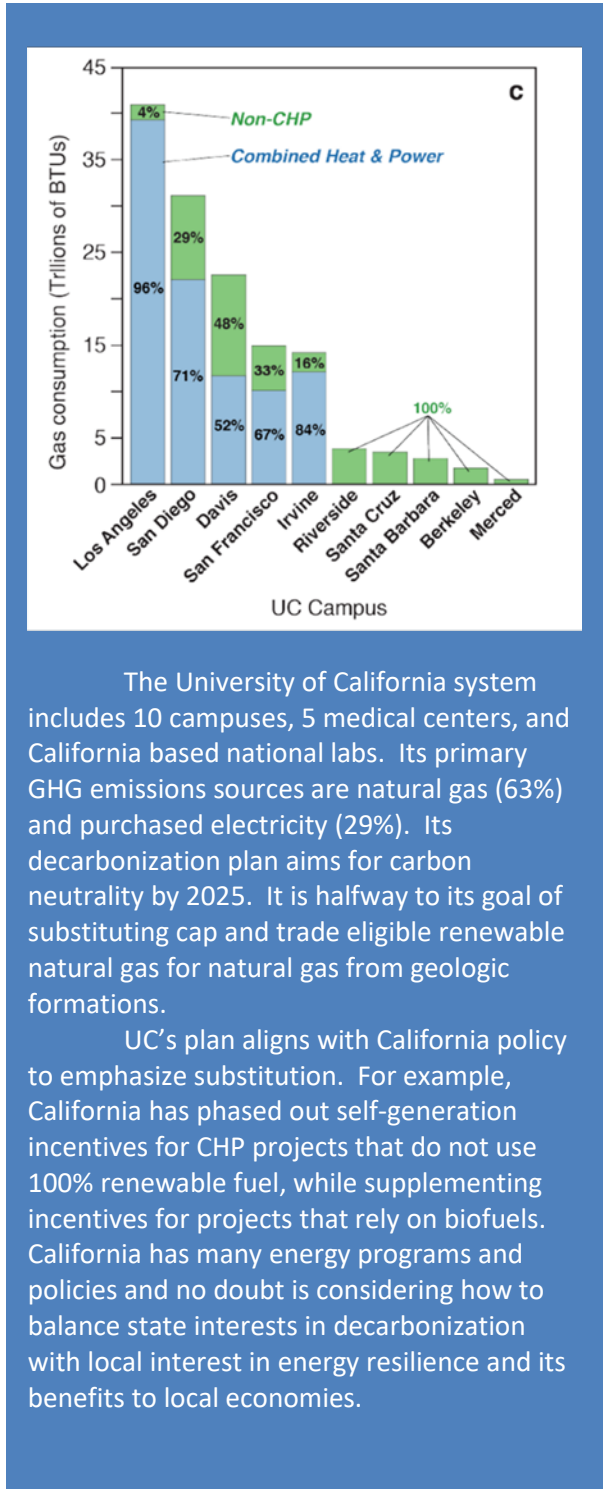 45
C
4%
Non-CHP
35
Combined Heat & Power
Gas consumption (Trllions of BTUs)
29%
25
96%
48%
15
33%
16%
71%
100%
52%
67%
84%
5
0
Los Angeles
San Diego
Davis
San Francisco
Irvine
Riverside
Santa Cruz
Santa Barbara
Berkeley
Merced
UC Campus
The University of California system
includes 10 campuses, 5 medical centers, and
California based national labs. Its primary
GHG emissions sources are natural gas (63%)
and purchased electricity (29%). Its
decarbonization plan aims for carbon
neutrality by 2025. It is halfway to its goal of
substituting cap and trade eligible renewable
natural gas for natural gas from geologic
formations.
UC’s plan aligns with California policy
to emphasize substitution. For example,
California has phased out self-generation
incentives for CHP projects that do not use
100% renewable fuel, while supplementing
incentives for projects that rely on biofuels.
California has many energy programs and
policies and no doubt is considering how to
balance state interests in decarbonization
with local interest in energy resilience and its
benefits to local economies.